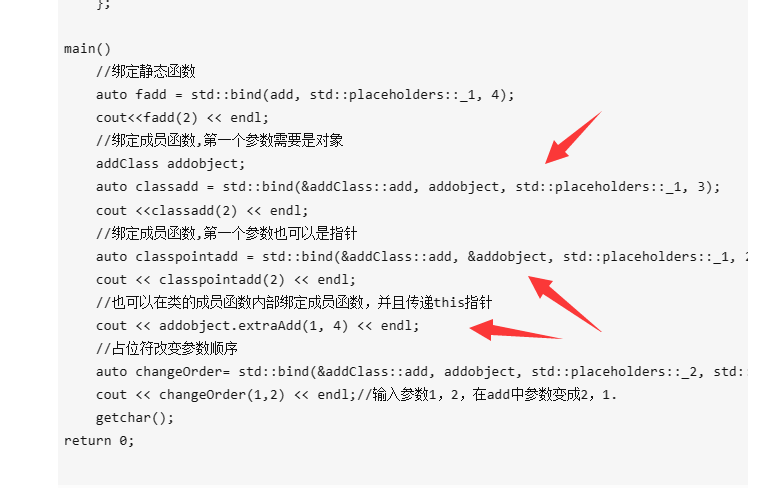 };
main()
//绑定静态函数
auto fadd = std::bind(add, std::placeholders::_1, 4);
cout<<fadd(2) << endl;
//绑定成员函数,第一个参数需要是对象
addClass addobject;
auto classadd = std::bind(&addClass::add, addobject, std::placeholders::_1, 3);
cout <<classadd(2) << endl;
//绑定成员函数,第一个参数也可以是指针
auto classpointadd = std::bind(&addClass::add, &addobject, std::placeholders::_1, 2
cout << classpointadd(2) << endl;
//也可以在类的成员函数内部绑定成员函数，并且传递this指针
cout << addobject.extraAdd(1, 4) << endl;
//占位符改变参数顺序
auto changeOrder= std::bind(&addClass::add, addobject, std::placeholders::_2, std::
cout << changeOrder(1,2) << endl;//输入参数1，2，在add中参数变成2，1.
getchar();
return 0;